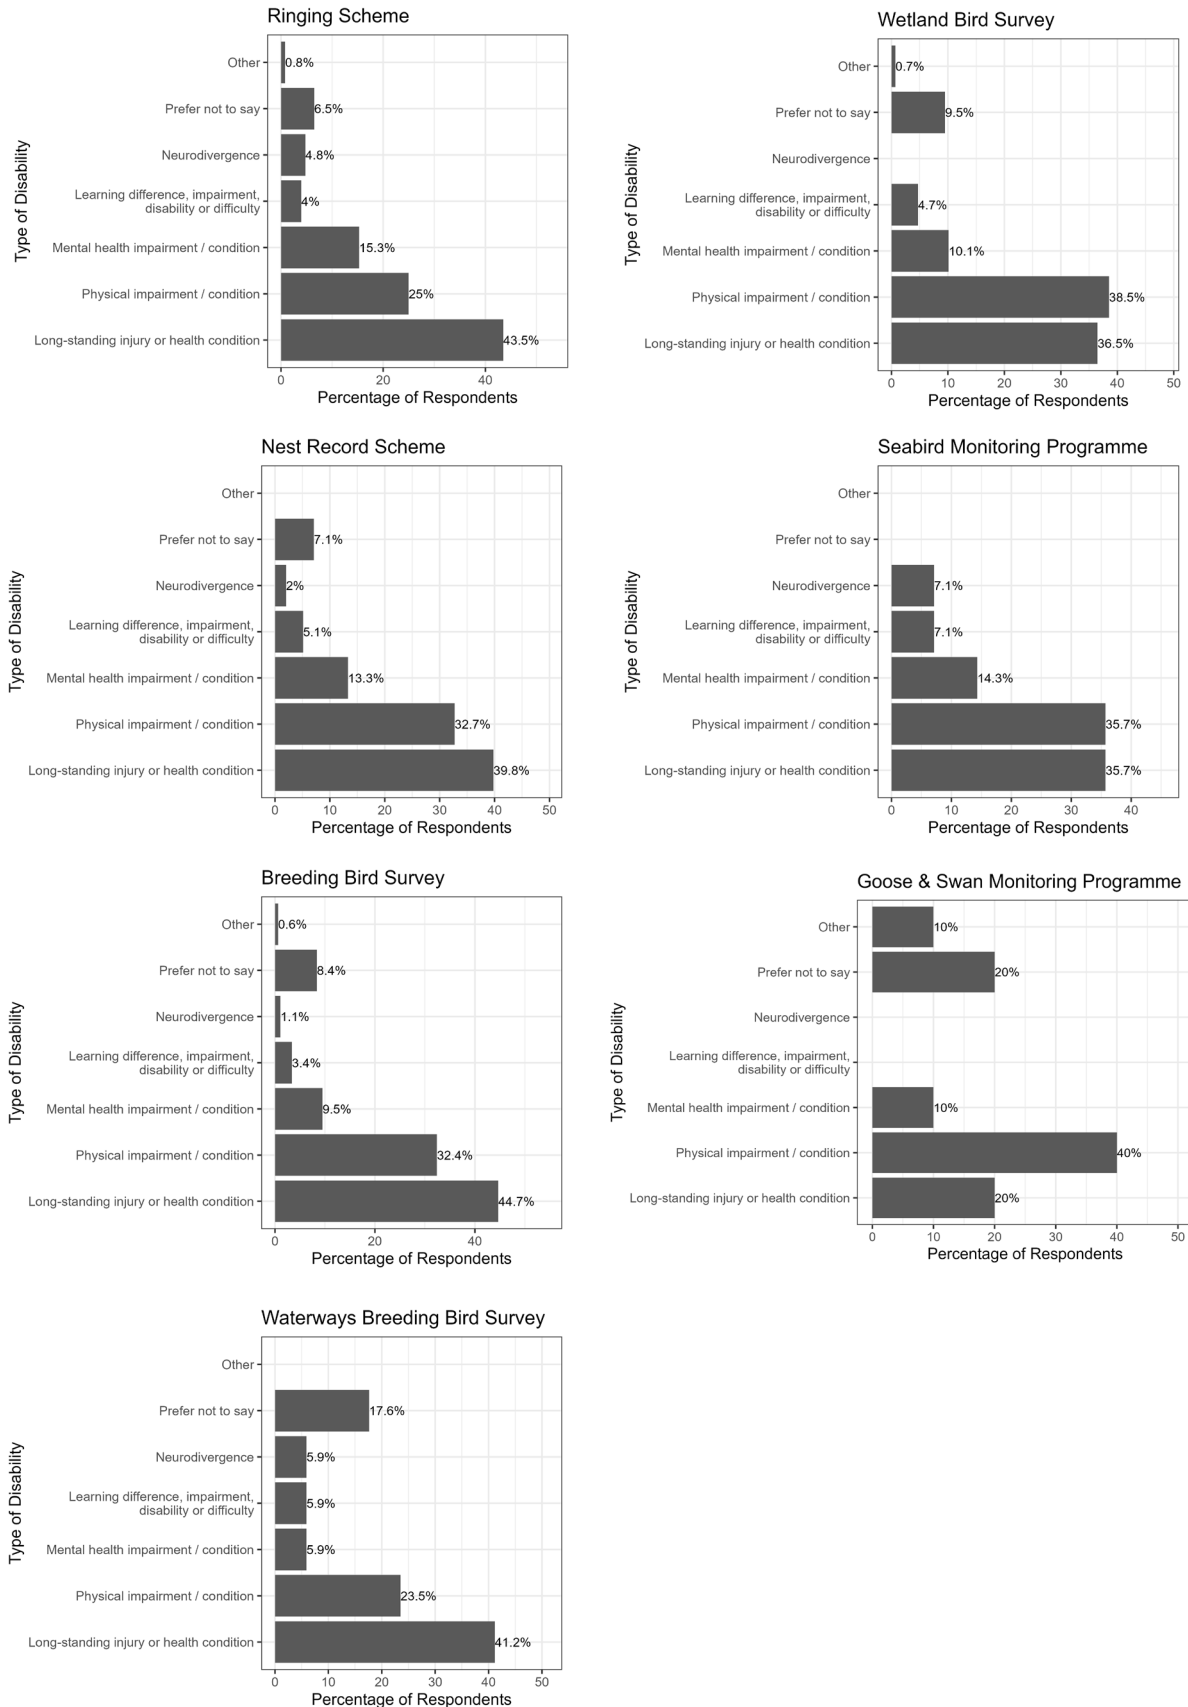 Ringing Scheme
Type of Disability
Other
0.8%
Prefer not to say
6.5%
Neurodivergence
4.8%
Learning difference, impairment,
disability or difficulty
4%
Mental health impairment / condition
15.3%
Physical impairment / condition
25%
Long-standing injury or health condition
43.5%
0 20 40
Percentage of Respondents
Wetland Bird Survey
Type of Disability
Other
0.7%
Prefer not to say
9.5%
Neurodivergence
Learning difference, impairment,
disability or difficulty
4.7%
Mental health impairment / condition
10.1%
Physical impairment / condition
38.5%
Long-standing injury or health condition
36.5%
0 10 20 30 40 50
Percentage of Respondents
Nest Record Scheme
Type of Disability
Other
Prefer not to say
7.1%
Neurodivergence
2%
Learning difference, impairment,
disability or difficulty
5.1%
Mental health impairment / condition
13.3%
Physical impairment / condition
32.7%
Long-standing injury or health condition
39.8%
0 10 20 30 40 50
Percentage of Respondents
Seabird Monitoring Programme
Type of Disability
Other
Prefer not to say
Neurodivergence
7.1%
Learning difference, impairment,
disability or difficulty
7.1%
Mental health impairment / condition
14.3%
Physical impairment / condition
35.7%
Long-standing injury or health condition
35.7%
0 10 20 30 40
Percentage of Respondents
Breeding Bird Survey
Type of Disability
Other
0.6%
Prefer not to say
8.4%
Neurodivergence
1.1%
Learning difference, impairment,
disability or difficulty
3.4%
Mental health impairment / condition
9.5%
Physical impairment / condition
32.4%
Long-standing injury or health condition
44.7%
0 20 40
Percentage of Respondents
Goose & Swan Monitoring Programme
Type of Disability
Other
10%
Prefer not to say
20%
Neurodivergence
Learning difference, impairment,
disability or difficulty
Mental health impairment / condition
10%
Physical impairment / condition
40%
Long-standing injury or health condition
20%
0 10 20 30 40 50
Percentage of Respondents
Waterways Breeding Bird Survey
Type of Disability
Other
Prefer not to say
17.6%
Neurodivergence
5.9%
Learning difference, impairment,
disability or difficulty
5.9%
Mental health impairment / condition
5.9%
Physical impairment / condition
23.5%
Long-standing injury or health condition
41.2%
0 10 20 30 40 50
Percentage of Respondents